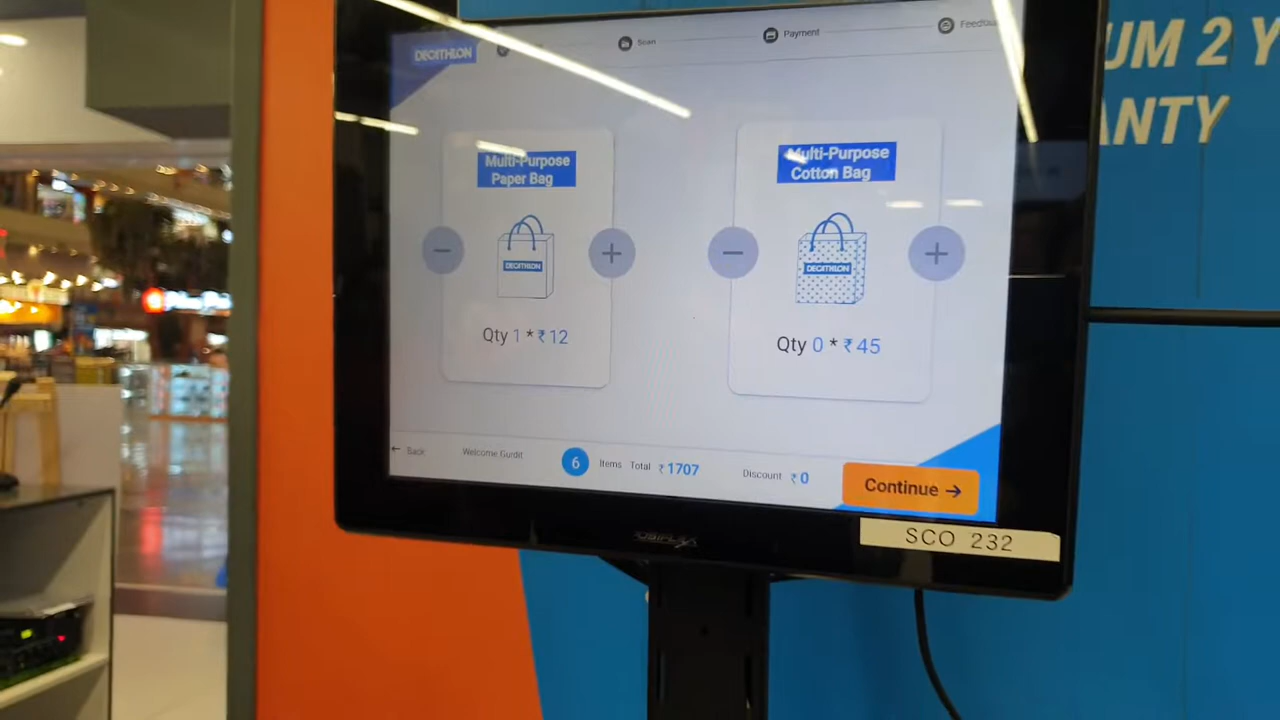 DECATHLON
Scan
Payment
Multi-Purpose
Paper Bag
DECATHLON
Qty 1 * ₹ 12
Multi-Purpose
Cotton Bag
DECATHLON
Qty 0 * ₹ 45
← Back
Welcome Gurdit
6 Items Total ₹ 1707
Discount ₹ 0
Continue →
SCO 232
UM 2 Y
ANTY